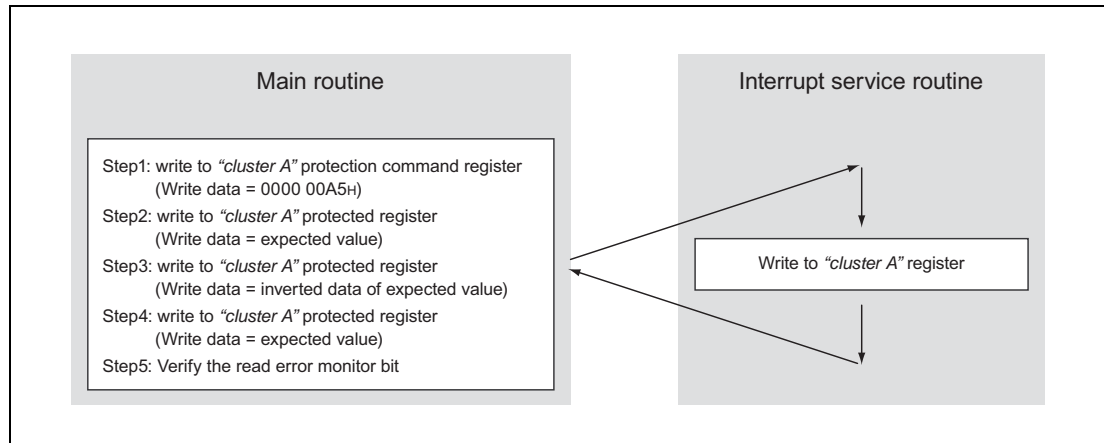 Main routine
Step1: write to “cluster A” protection command register
(Write data = 0000 00A5H)
Step2: write to “cluster A” protected register
(Write data = expected value)
Step3: write to “cluster A” protected register
(Write data = inverted data of expected value)
Step4: write to “cluster A” protected register
(Write data = expected value)
Step5: Verify the read error monitor bit
Interrupt service routine
Write to “cluster A” register